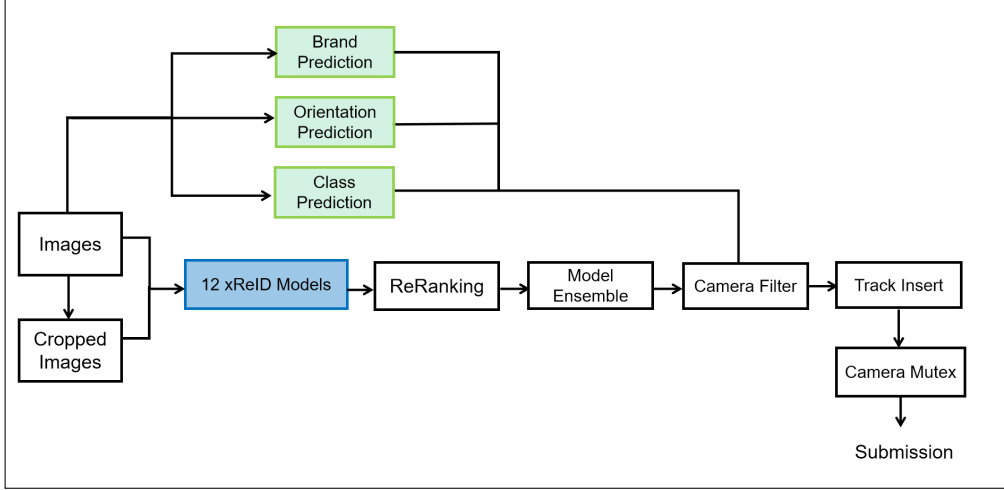 Brand
Prediction
Orientation
Prediction
Class
Prediction
Images
Cropped
Images
12 xReID Models
ReRanking
Model
Ensemble
Camera Filter
Track Insert
Camera Mutex
Submission